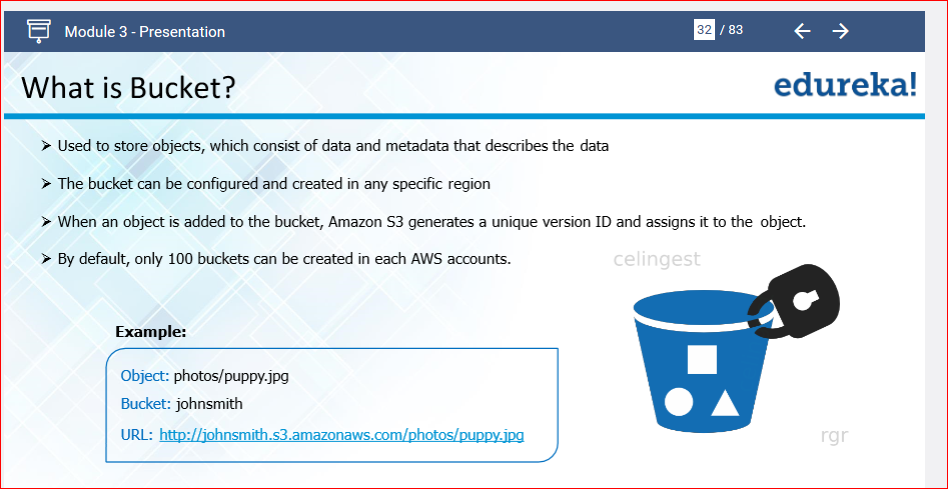 Module 3 - Presentation
32 / 83
What is Bucket?
edureka!
➤ Used to store objects, which consist of data and metadata that describes the data
➤ The bucket can be configured and created in any specific region
➤ When an object is added to the bucket, Amazon S3 generates a unique version ID and assigns it to the object.
➤ By default, only 100 buckets can be created in each AWS accounts.
celingest
Example:
Object: photos/puppy.jpg
Bucket: johnsmith
URL: http://johnsmith.s3.amazonaws.com/photos/puppy.jpg
rgr